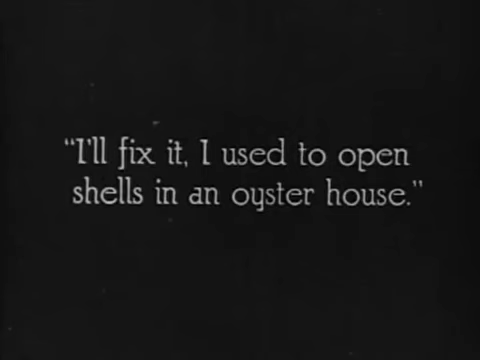 “I'll fix it, I used to open
shells in an oyster house.”